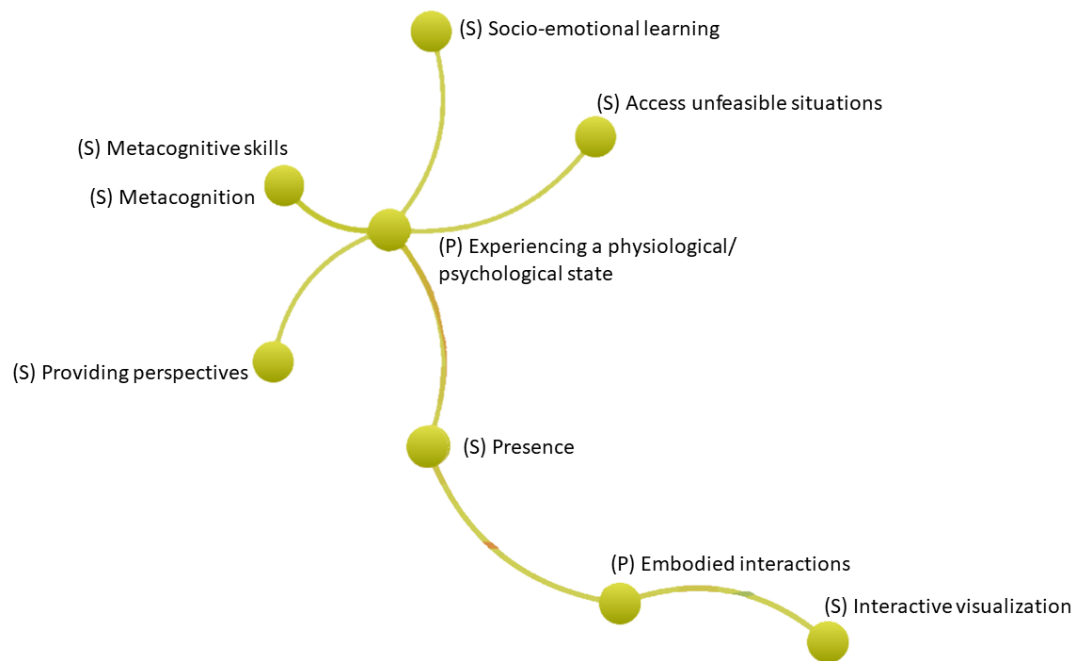 (S) Socio-emotional learning
(S) Access unfeasible situations
(S) Metacognitive skills
(S) Metacognition
(P) Experiencing a physiological/
psychological state
(S) Providing perspectives
(S) Presence
(P) Embodied interactions
(S) Interactive visualization